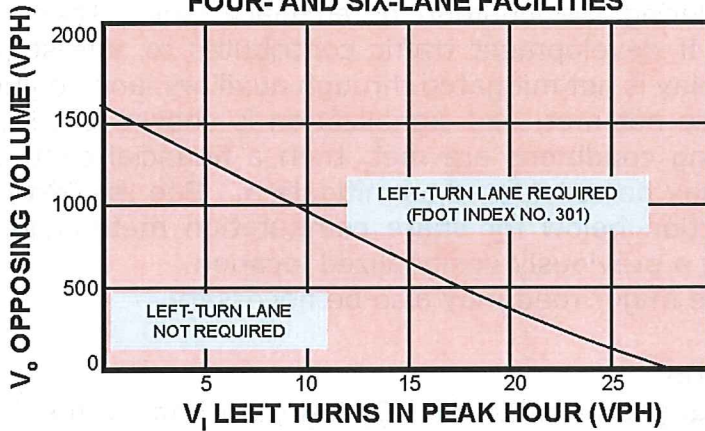 FOUR- AND SIX-LANE FACILITIES
Vo OPPOSING VOLUME (VPH)
2000
1500
1000
500
0
LEFT-TURN LANE REQUIRED
(FDOT INDEX NO. 301)
LEFT-TURN LANE
NOT REQUIRED
5 10 15 20 25
Vl LEFT TURNS IN PEAK HOUR (VPH)